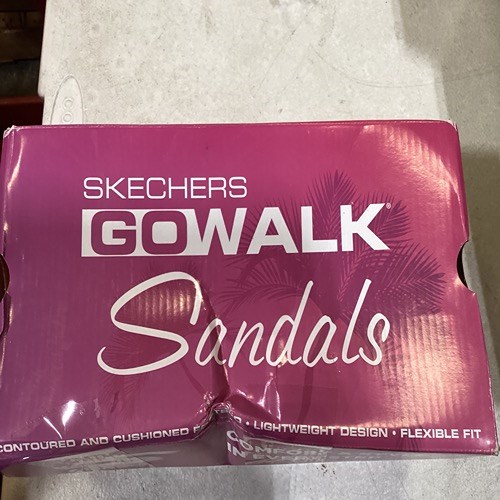 SKECHERS
GOWALK®
Sandals
CONTOURED AND CUSHIONED • LIGHTWEIGHT DESIGN • FLEXIBLE FIT